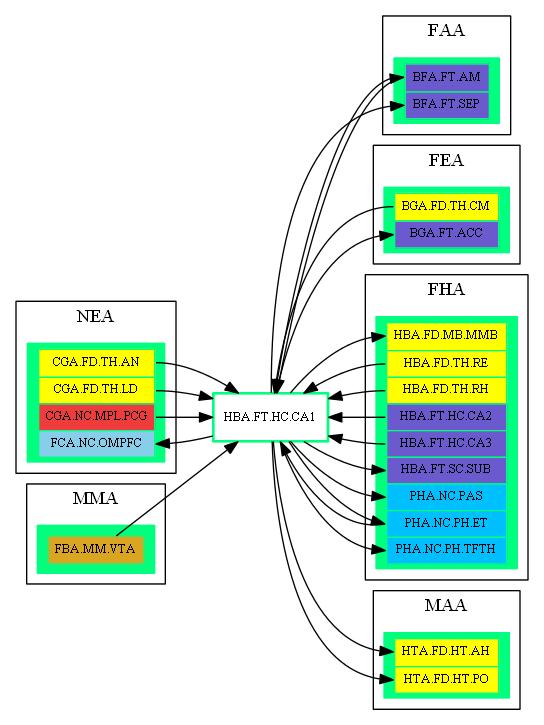 FAA
BFA.FT.AM
BFA.FT.SEP
FEA
BGA.FD.TH.CM
BGA.FT.ACC
FHA
HBA.FD.MB.MMB
HBA.FD.TH.RE
HBA.FD.TH.RH
HBA.FT.HC.CA2
HBA.FT.HC.CA3
HBA.FT.SC.SUB
PHA.NC.PAS
PHA.NC.PH.ET
PHA.NC.PH.TFTH
NEA
CGA.FD.TH.AN
CGA.FD.TH.LD
CGA.NC.MPL.PCG
FCA.NC.OMPFC
HBA.FT.HC.CA1
MMA
FBA.MM.VTA
MAA
HTA.FD.HT.AH
HTA.FD.HT.PO